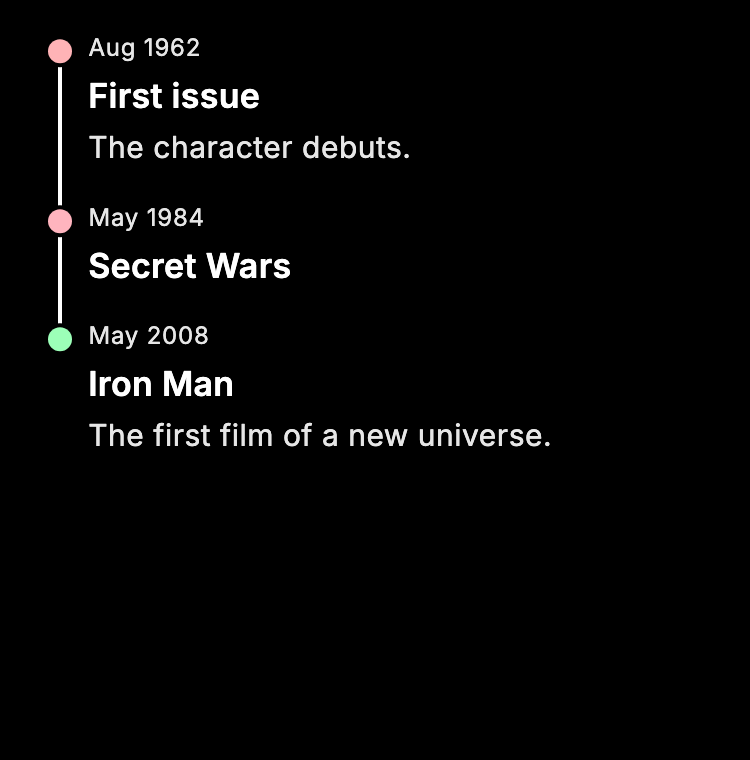 Aug 1962
First issue
The character debuts.
May 1984
Secret Wars
May 2008
Iron Man
The first film of a new universe.